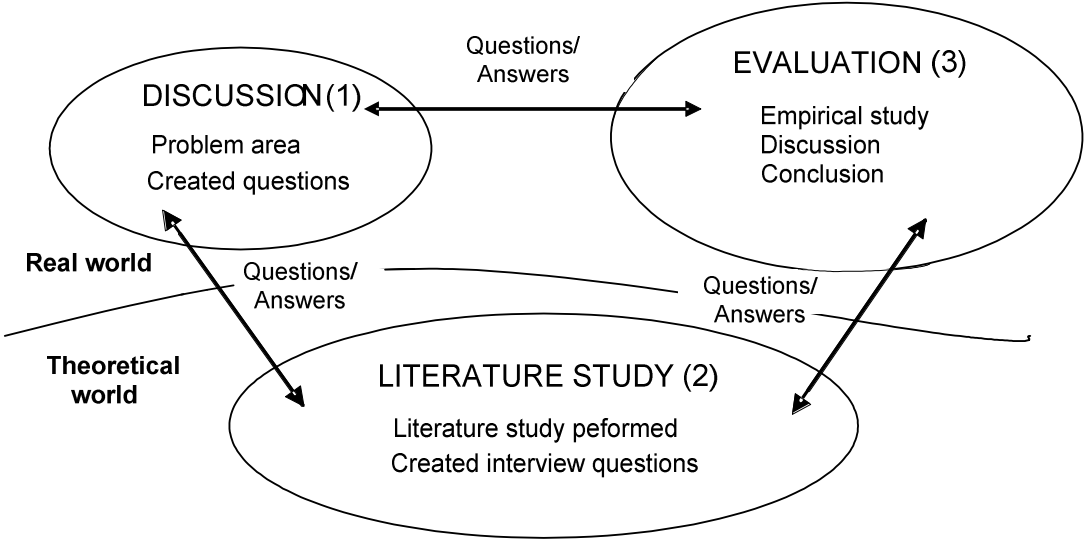 Questions/
Answers
DISCUSSION (1)
Problem area
Created questions
EVALUATION (3)
Empirical study
Discussion
Conclusion
Real world
Questions/
Answers
Questions/
Answers
Theoretical
world
LITERATURE STUDY (2)
Literature study peformed
Created interview questions